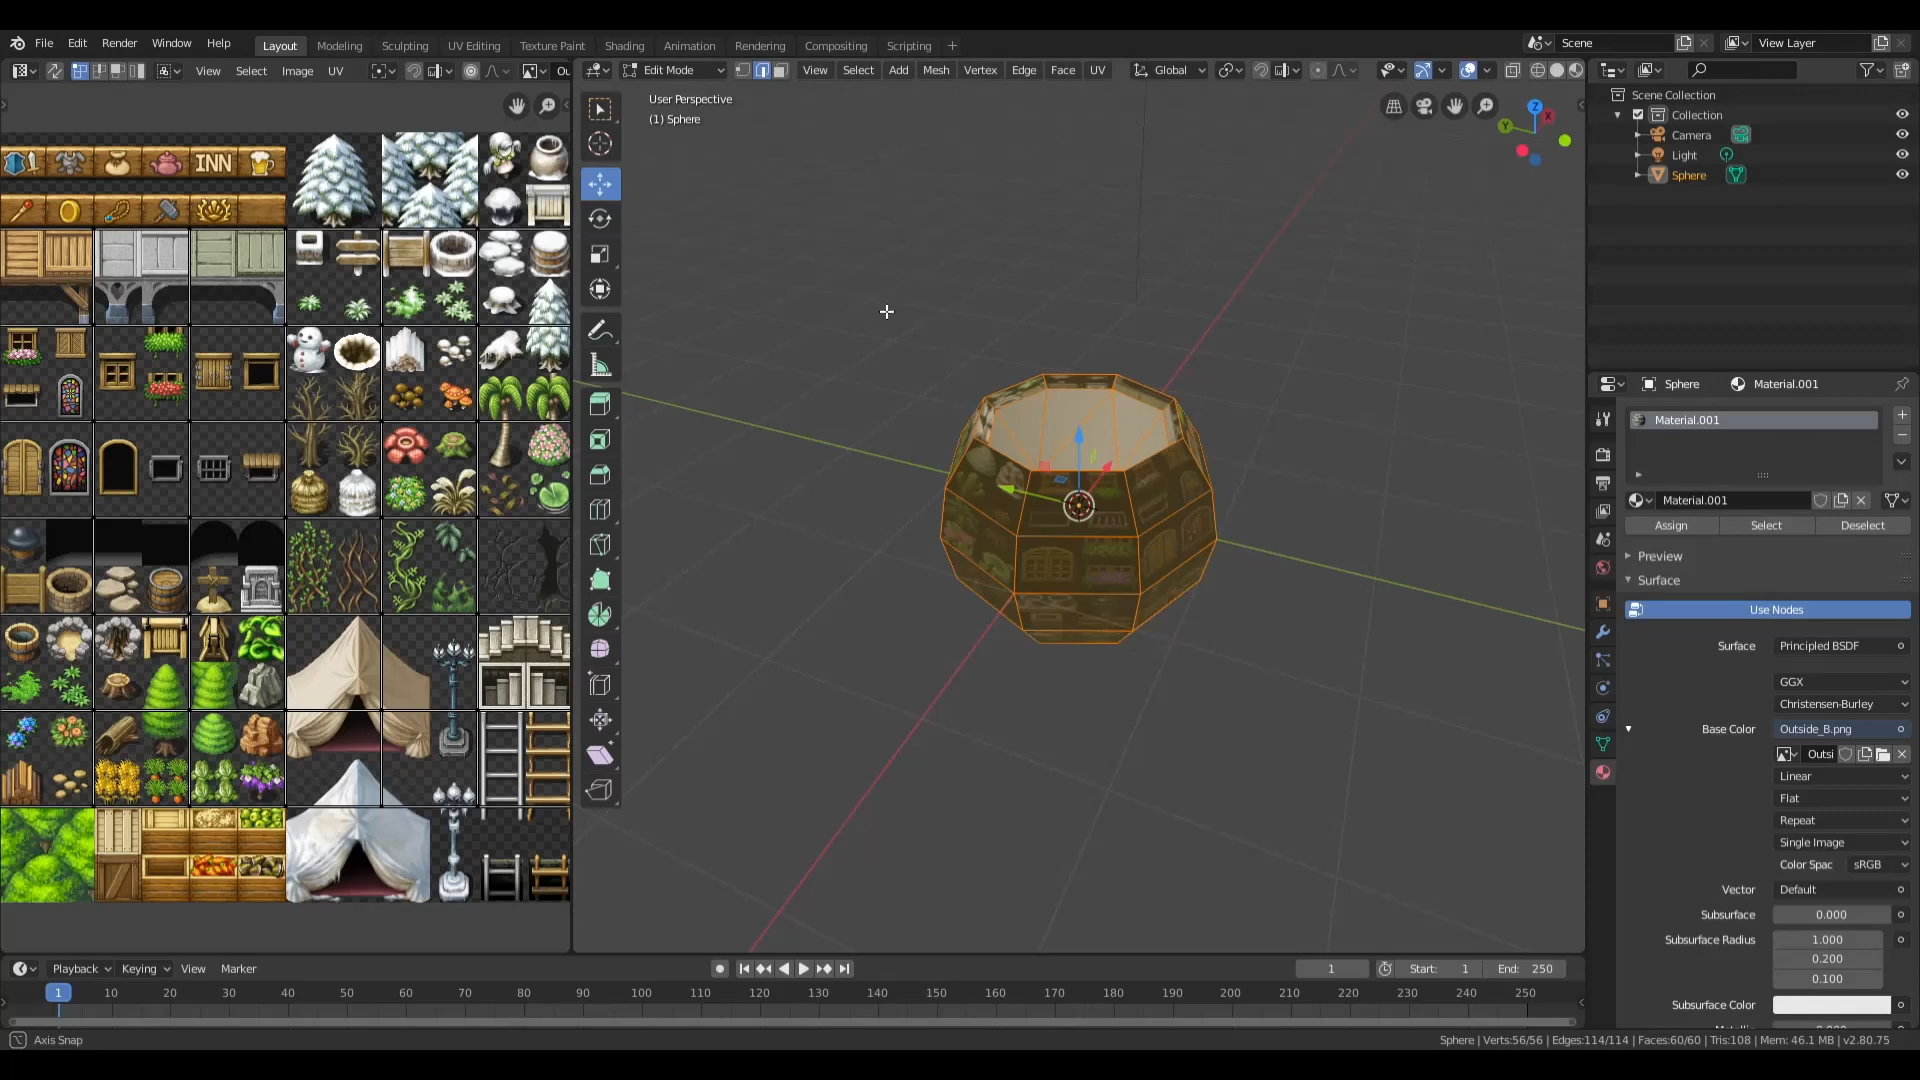 File Edit Render Window Help Layout Modeling Sculpting UV Editing Texture Paint Shading Animation Rendering Compositing Scripting + Scene View Layer
View Select Image UV Ou Edit Mode View Select Add Mesh Vertex Edge Face UV Global
User Perspective
(1) Sphere
INN
Z
X
Y
Scene Collection
Collection
Camera
Light
Sphere
Sphere Material.001
Material.001
Material.001
Assign Select Deselect
Preview
Surface
Use Nodes
Surface Principled BSDF
GGX
Christensen-Burley
Base Color Outside_B.png
Outsi
Linear
Flat
Repeat
Single Image
Color Spac sRGB
Vector Default
Subsurface 0.000
Subsurface Radius 1.000
0.200
0.100
Subsurface Color
Playback Keying View Marker 1 Start: 1 End: 250
1 10 20 30 40 50 60 70 80 90 100 110 120 130 140 150 160 170 180 190 200 210 220 230 240 250
Axis Snap Sphere | Verts:56/56 | Edges:114/114 | Faces:60/60 | Tris:108 | Mem: 46.1 MB | v2.80.75